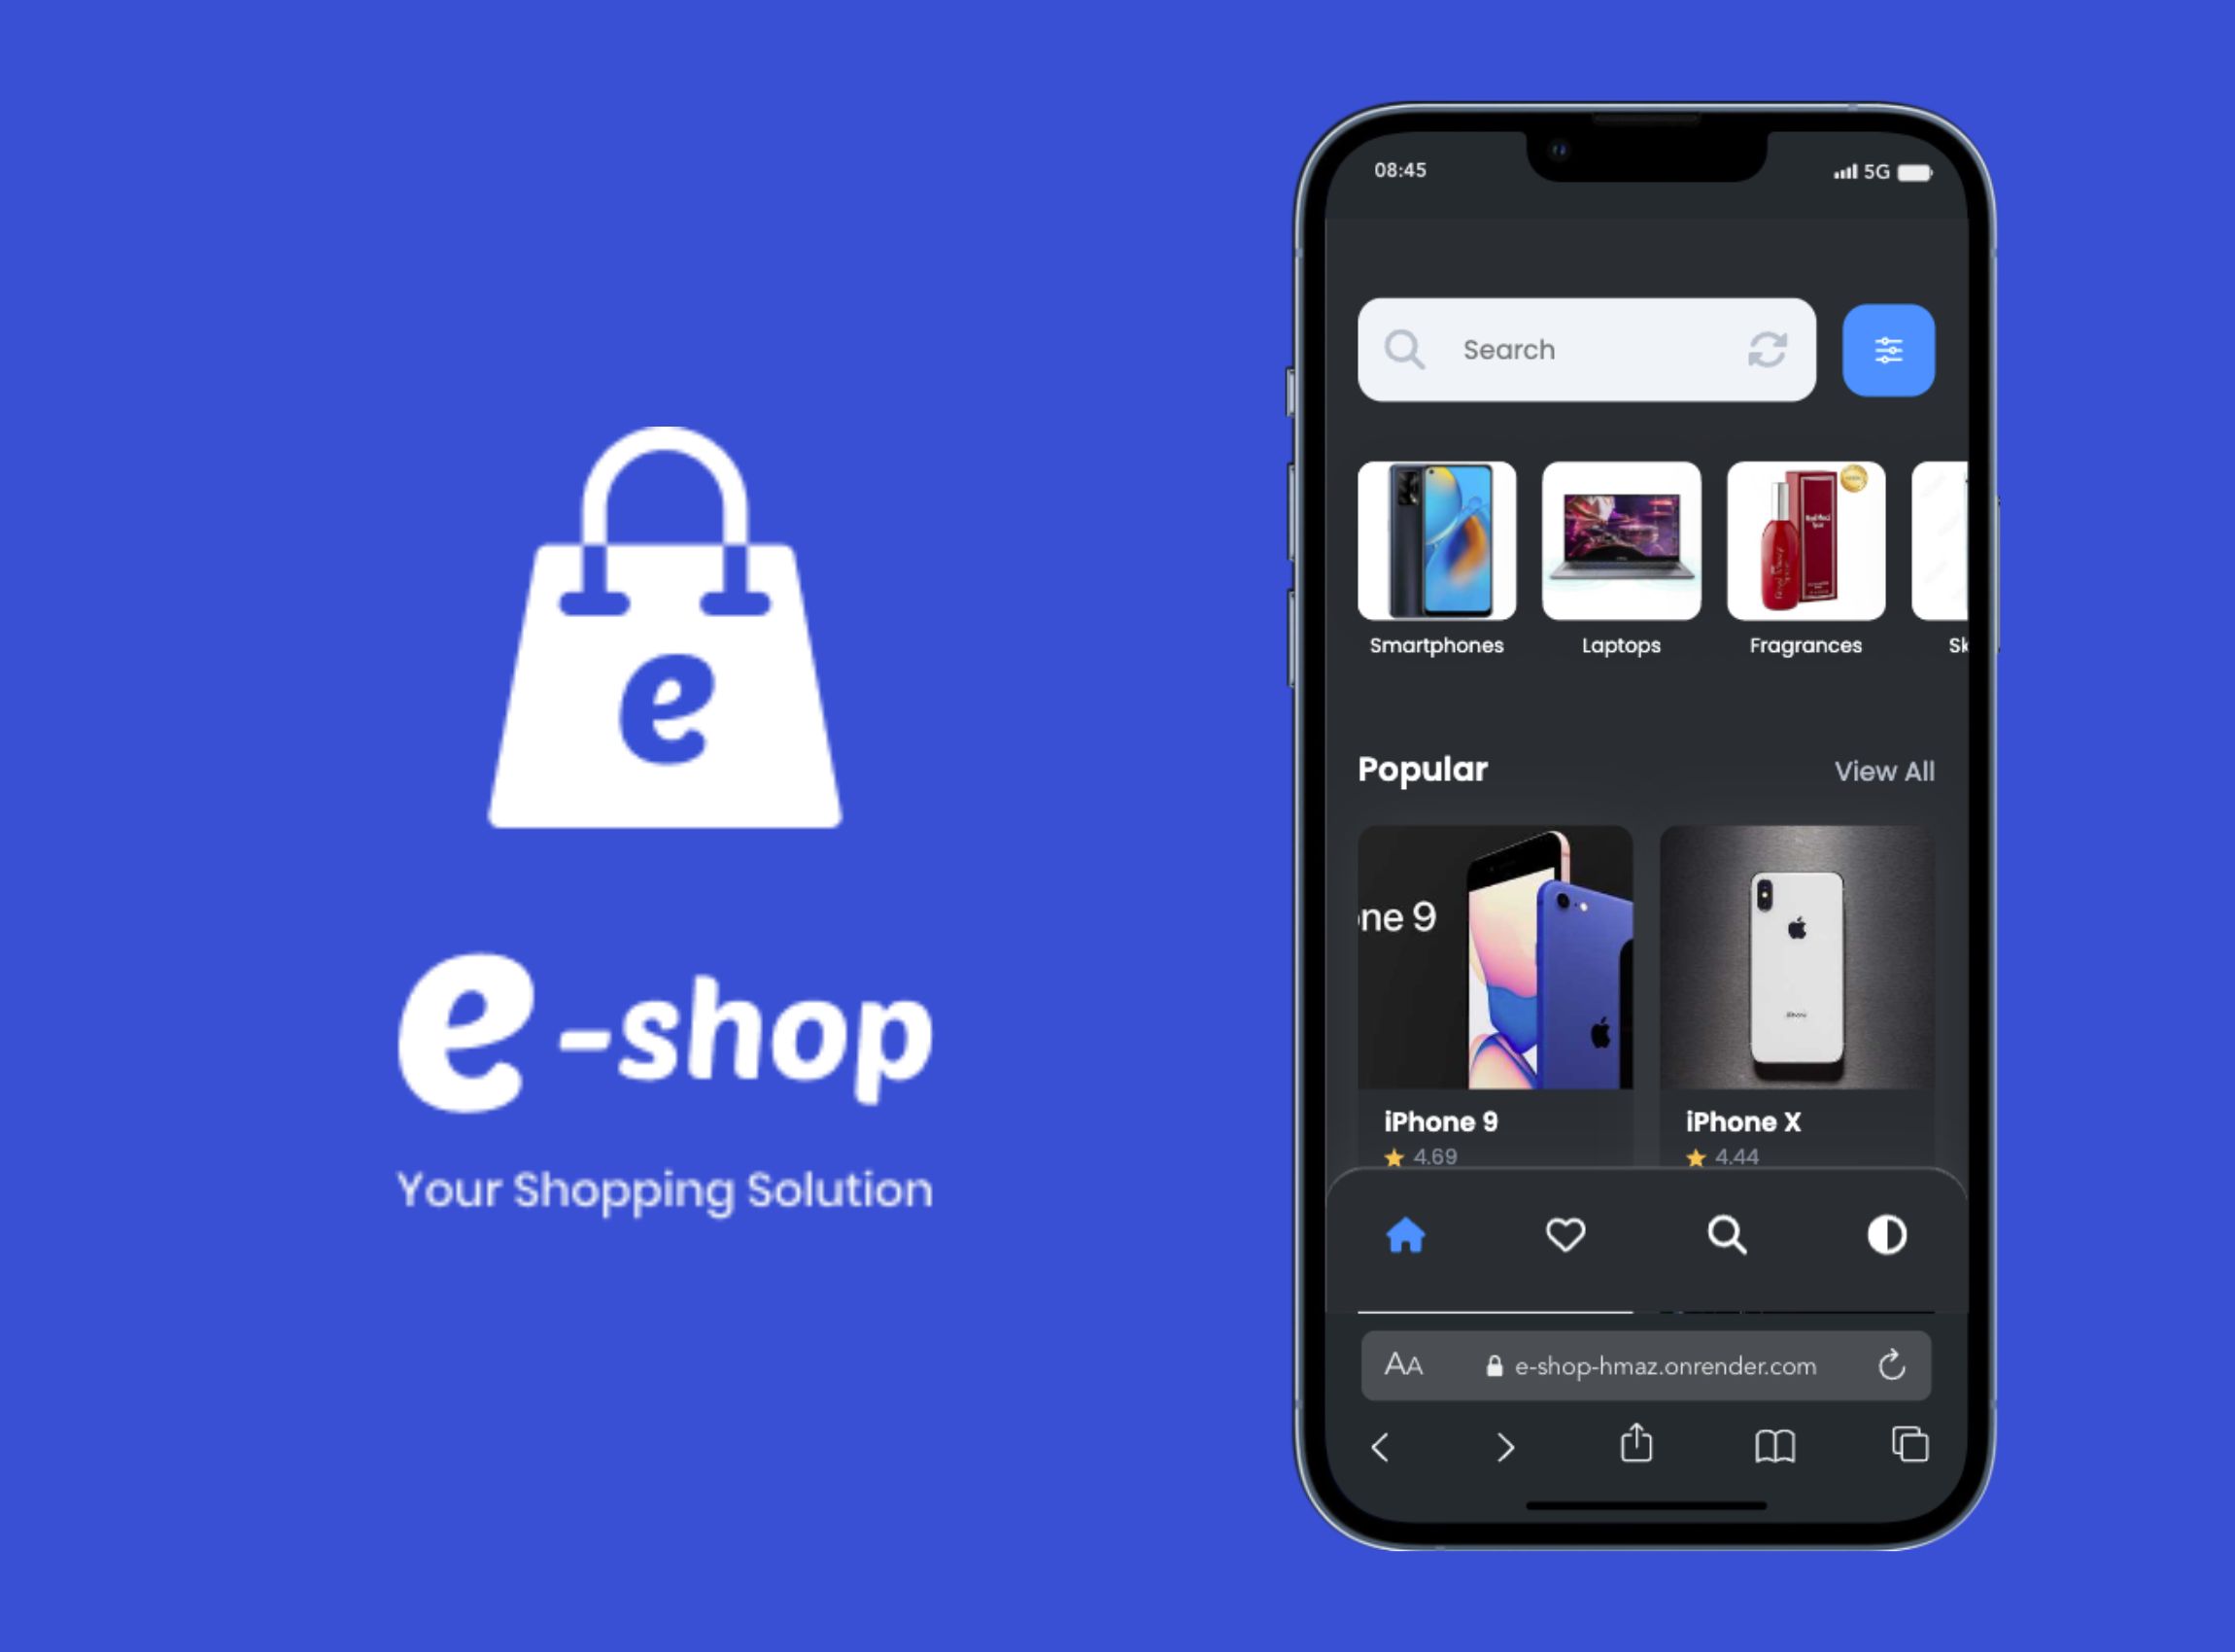 e
e-shop
Your Shopping Solution
08:45
5G
Search
Smartphones
Laptops
Fragrances
Sk
Popular
View All
one 9
iPhone 9
4.69
iPhone X
4.44
AA
e-shop-hmaz.onrender.com